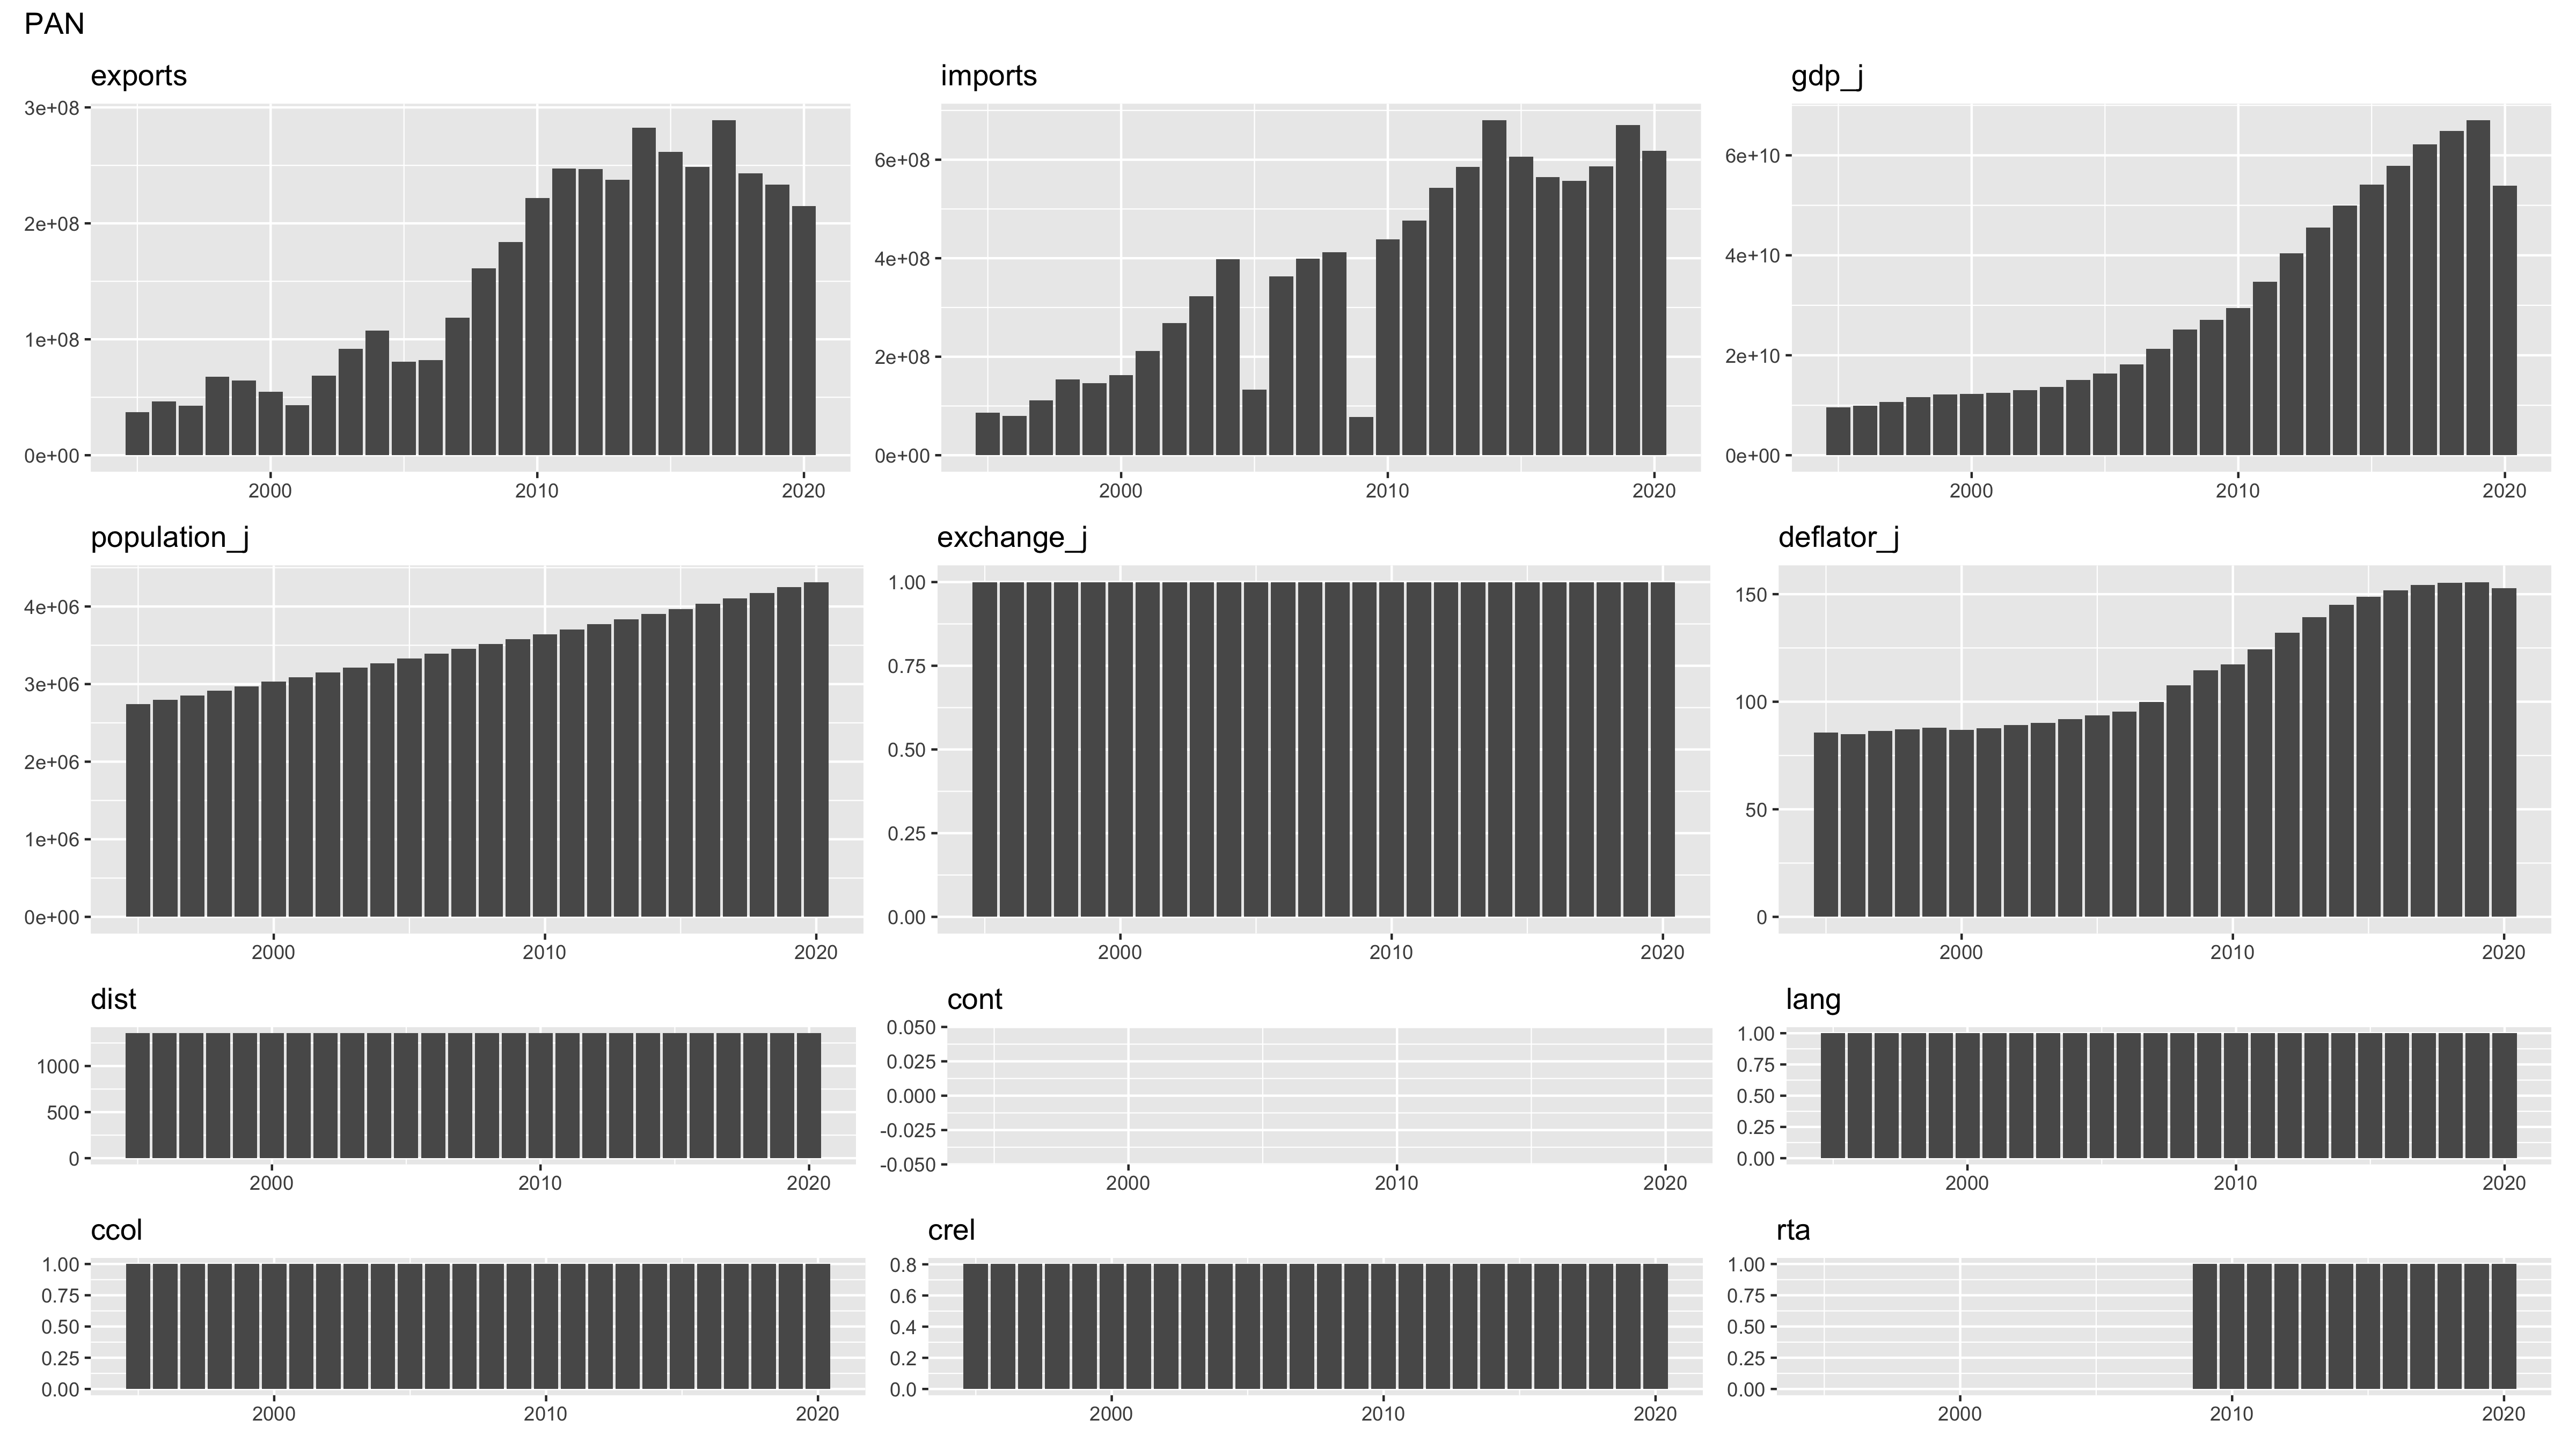 PAN
exports
imports
gdp_j
3e+08
2e+08
1e+08
0e+00
2000 2010 2020
6e+08
4e+08
2e+08
0e+00
2000 2010 2020
6e+10
4e+10
2e+10
0e+00
2000 2010 2020
population_j
exchange_j
deflator_j
4e+06
3e+06
2e+06
1e+06
0e+00
2000 2010 2020
1.00
0.75
0.50
0.25
0.00
2000 2010 2020
150
100
50
0
2000 2010 2020
dist
cont
lang
1000
500
0
2000 2010 2020
0.050
0.025
0.000
-0.025
-0.050
2000 2010 2020
1.00
0.75
0.50
0.25
0.00
2000 2010 2020
ccol
crel
rta
1.00
0.75
0.50
0.25
0.00
2000 2010 2020
0.8
0.6
0.4
0.2
0.0
2000 2010 2020
1.00
0.75
0.50
0.25
0.00
2000 2010 2020